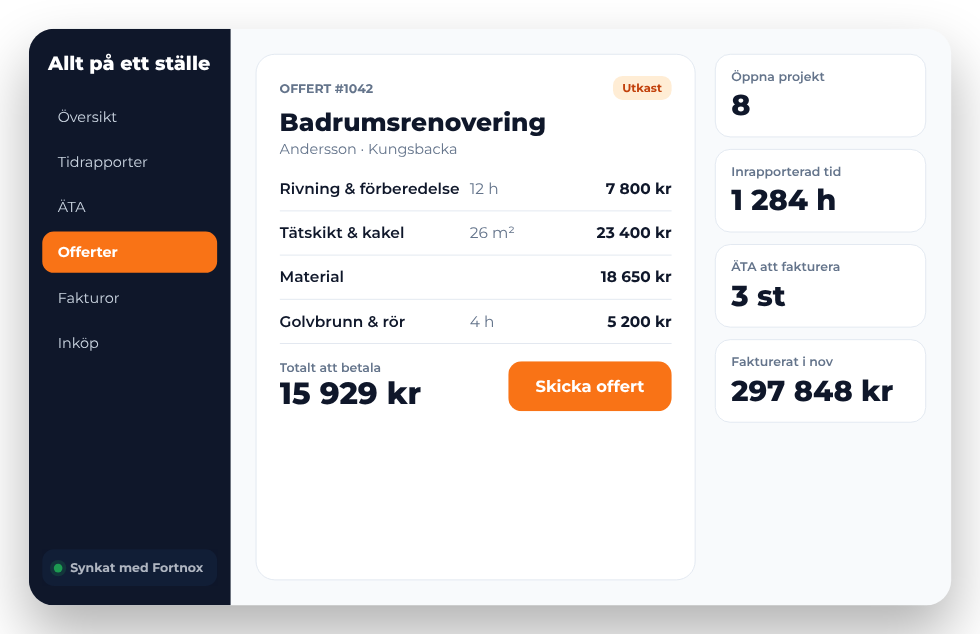 Allt på ett ställe
Översikt
Tidrapporter
ÄTA
Offerter
Fakturor
Inköp
Synkat med Fortnox
OFFERT #1042
Utkast
Badrumsrenovering
Andersson · Kungsbacka
Rivning & förberedelse 12 h 7 800 kr
Tätskikt & kakel 26 m² 23 400 kr
Material 18 650 kr
Golvbrunn & rör 4 h 5 200 kr
Totalt att betala
15 929 kr
Skicka offert
Öppna projekt
8
Inrapporterad tid
1 284 h
ÄTA att fakturera
3 st
Fakturerat i nov
297 848 kr